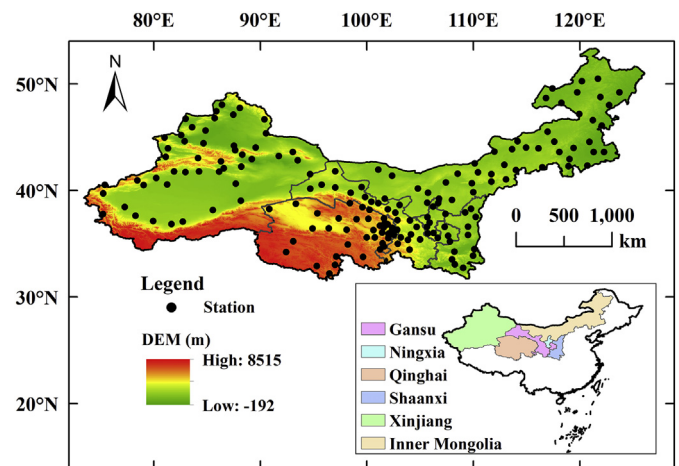 80°E 90°E 100°E 110°E 120°E
N
50°N
40°N
30°N
20°N
0 500 1,000
km
Legend
Station
DEM (m)
High: 8515
Low: -192
Gansu
Ningxia
Qinghai
Shaanxi
Xinjiang
Inner Mongolia